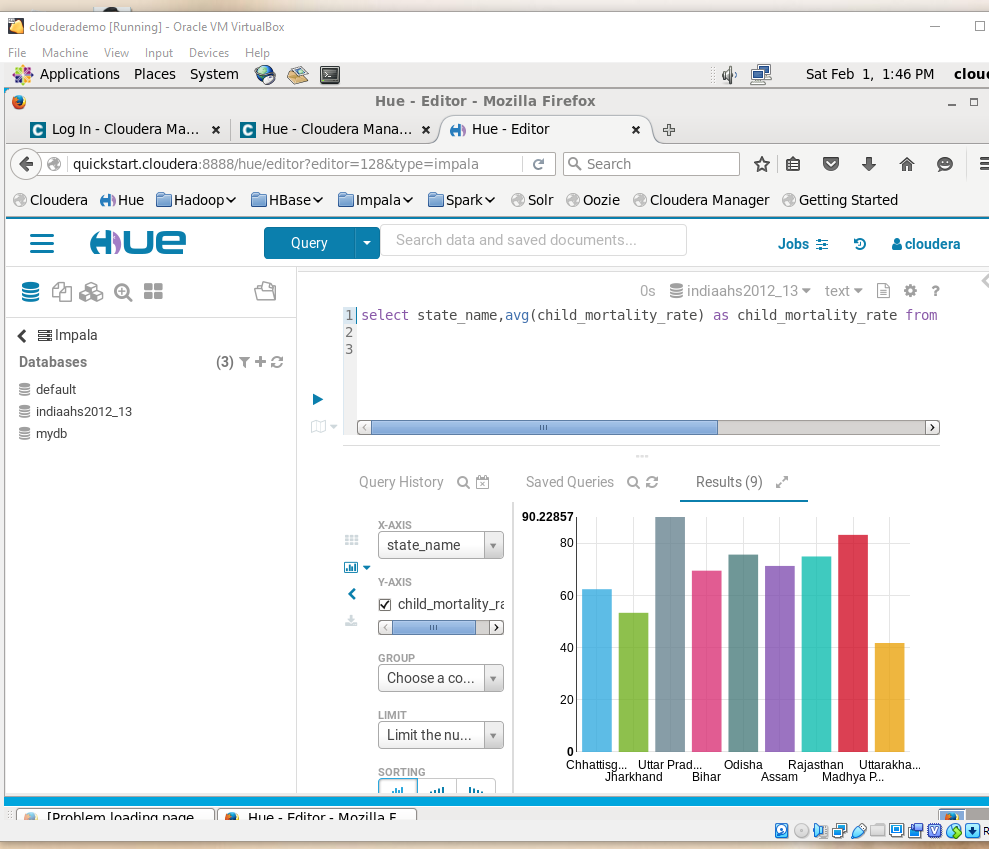 clouderademo [Running] - Oracle VM VirtualBox
File Machine View Input Devices Help
Applications Places System Sat Feb 1, 1:46 PM clou
Hue - Editor - Mozilla Firefox
Log In - Cloudera Ma... Hue - Cloudera Mana... Hue - Editor
quickstart.cloudera:8888/hue/editor?editor=128&type=impala Search
Cloudera Hue Hadoop HBase Impala Spark Solr Oozie Cloudera Manager Getting Started
HUE Query Search data and saved documents... Jobs cloudera
0s indiaahs2012_13 text ?
1 select state_name,avg(child_mortality_rate) as child_mortality_rate from
2
3
Impala
Databases (3)
default
indiaahs2012_13
mydb
Query History Saved Queries Results (9)
X-AXIS
state_name
Y-AXIS
child_mortality_ra
GROUP
Choose a co...
LIMIT
Limit the nu...
SORTING
90.22857
80
60
40
20
0
Chhattisg... Uttar Prad... Odisha Rajasthan Uttarakha...
Jharkhand Bihar Assam Madhya P...
[Problem loading page Hue - Editor - Mozilla F